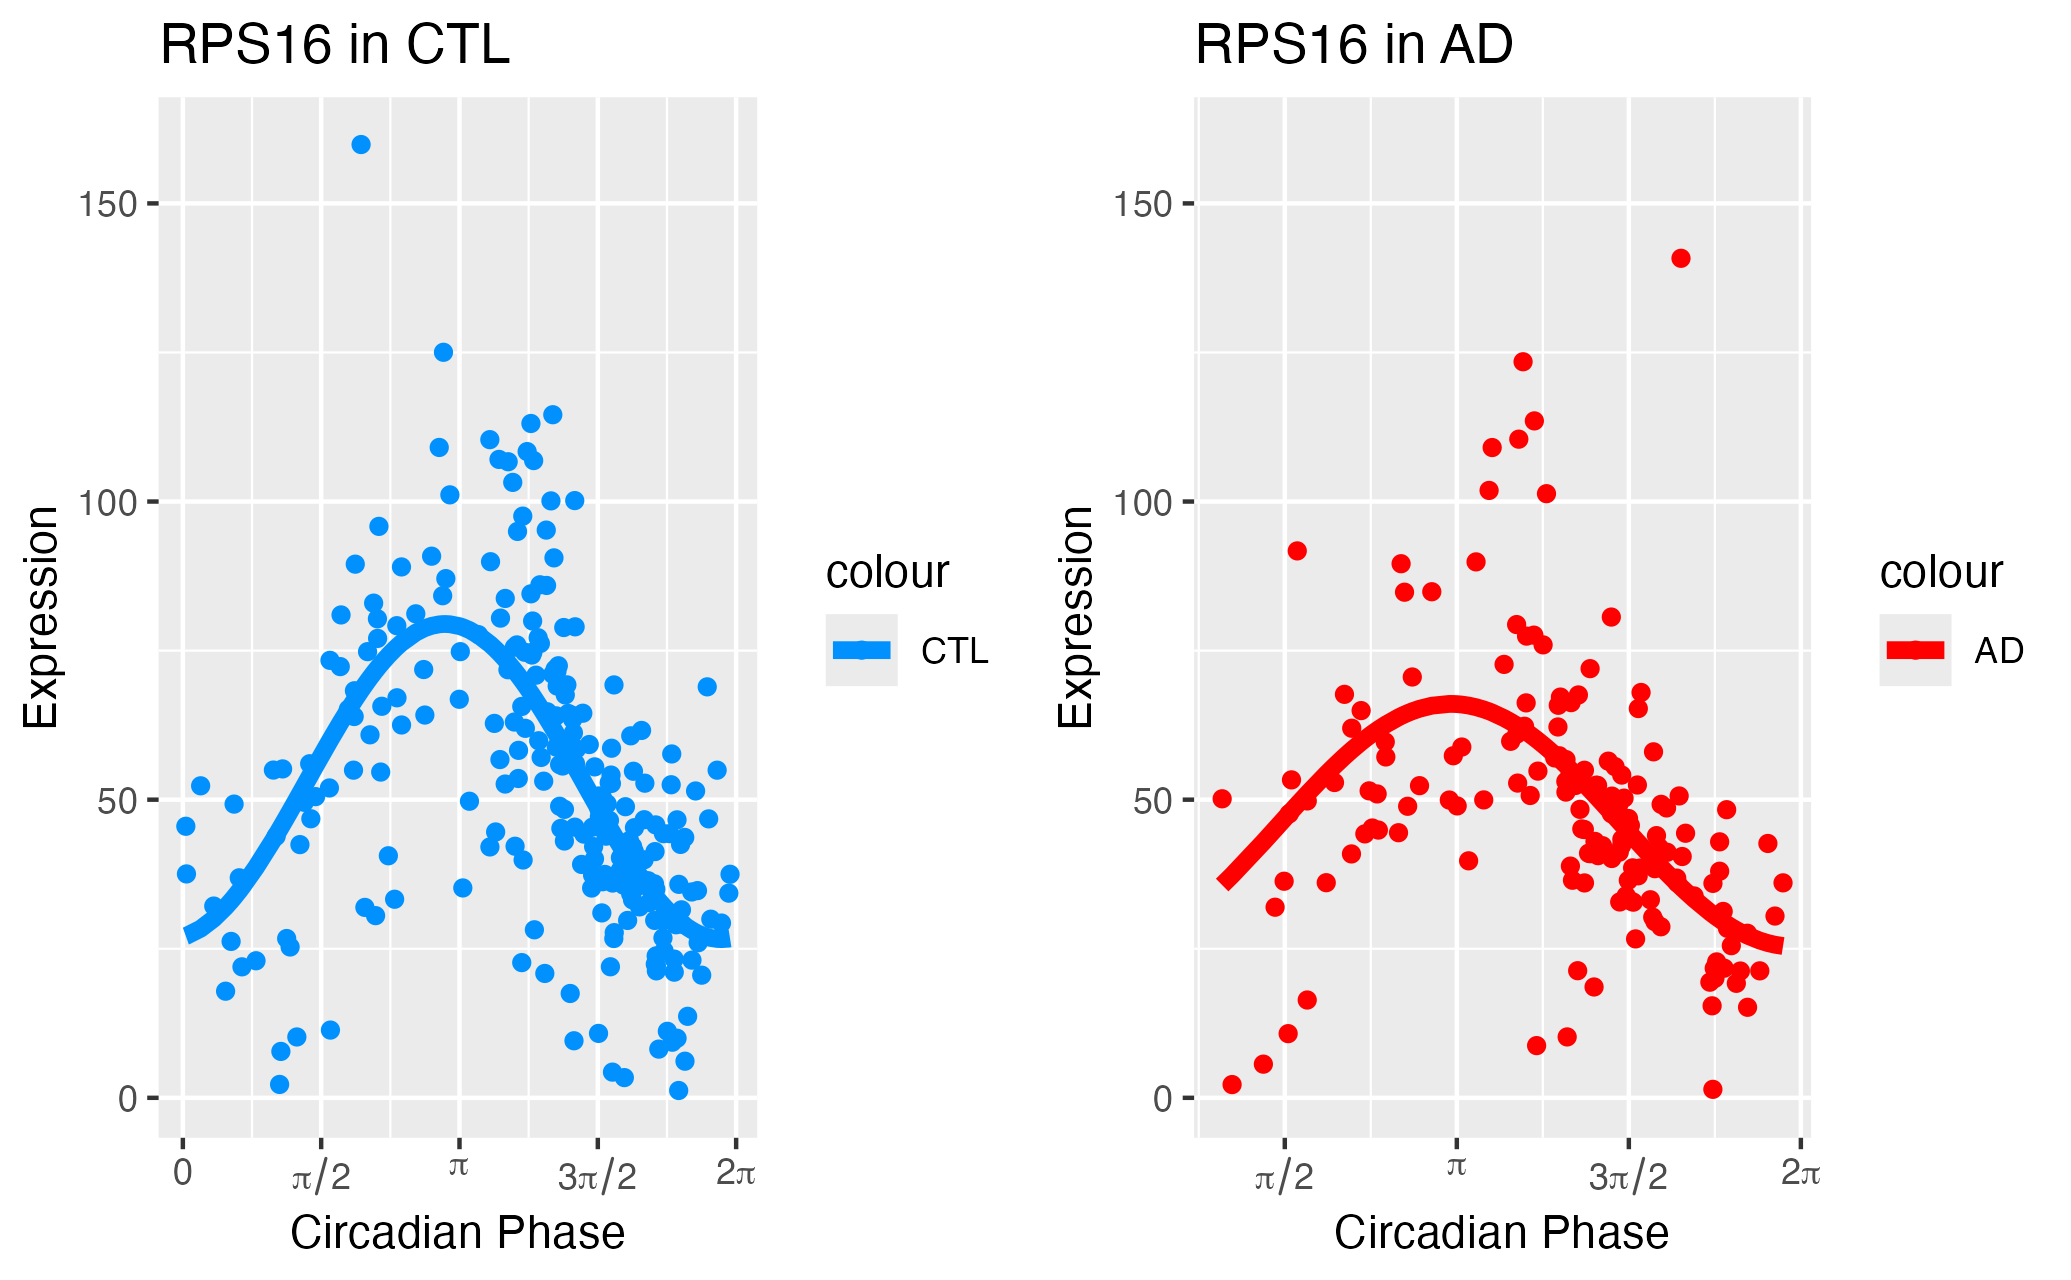 RPS16 in CTL
Expression
150
100
50
0
0
π/2
π
3π/2
2π
Circadian Phase
colour
CTL
RPS16 in AD
Expression
150
100
50
0
π/2
π
3π/2
2π
Circadian Phase
colour
AD